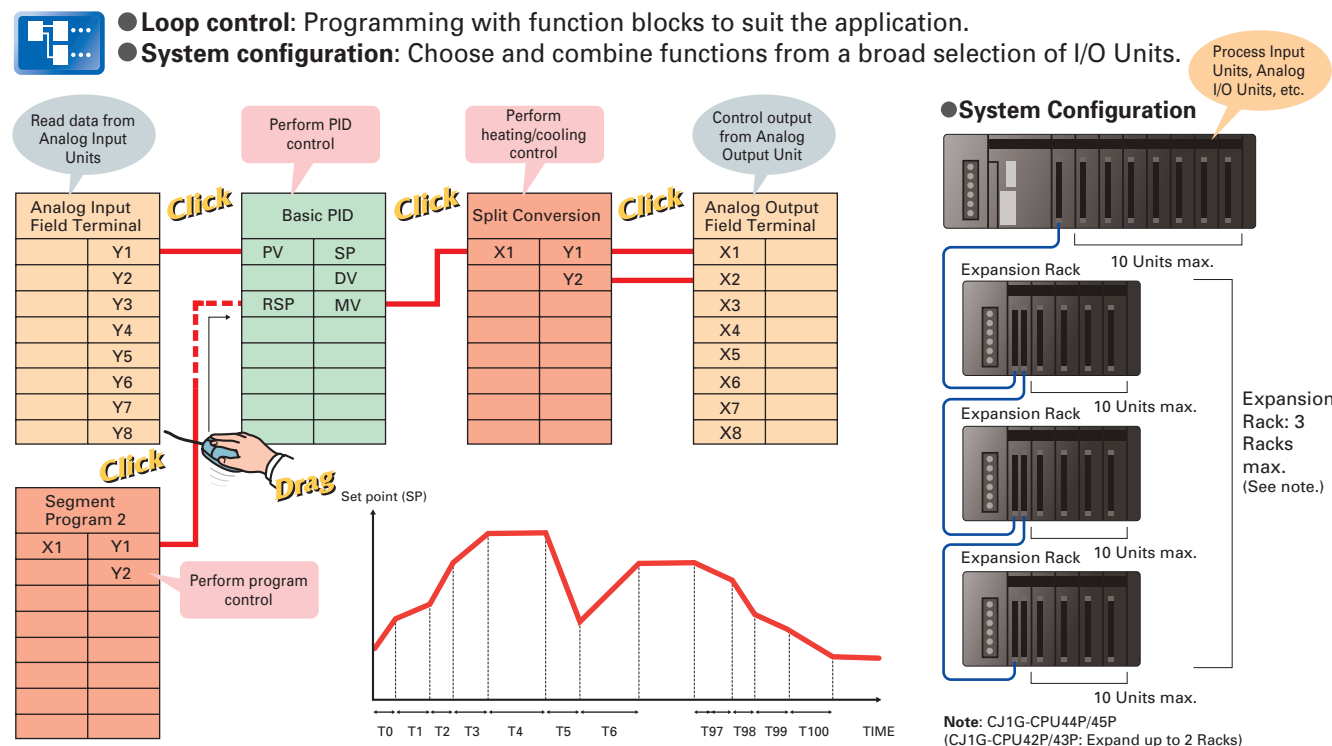 ●Loop control: Programming with function blocks to suit the application.
●System configuration: Choose and combine functions from a broad selection of I/O Units.
Process Input
Units, Analog
I/O Units, etc.
Read data from
Analog Input
Units
Perform PID
control
Perform
heating/cooling
control
Control output
from Analog
Output Unit
Analog Input
Field Terminal
Y1
Y2
Y3
Y4
Y5
Y6
Y7
Y8
Click
Basic PID
PV SP
DV
RSP MV
Click
Split Conversion
X1 Y1
Y2
Click
Analog Output
Field Terminal
X1
X2
X3
X4
X5
X6
X7
X8
Click
Drag
Segment
Program 2
X1 Y1
Y2
Perform program
control
Set point (SP)
T0 T1 T2 T3 T4 T5 T6 T97 T98 T99 T100 TIME
●System Configuration
10 Units max.
Expansion Rack
10 Units max.
Expansion Rack
10 Units max.
Expansion Rack
10 Units max.
Expansion
Rack: 3
Racks
max.
(See note.)
Note: CJ1G-CPU44P/45P
(CJ1G-CPU42P/43P: Expand up to 2 Racks)